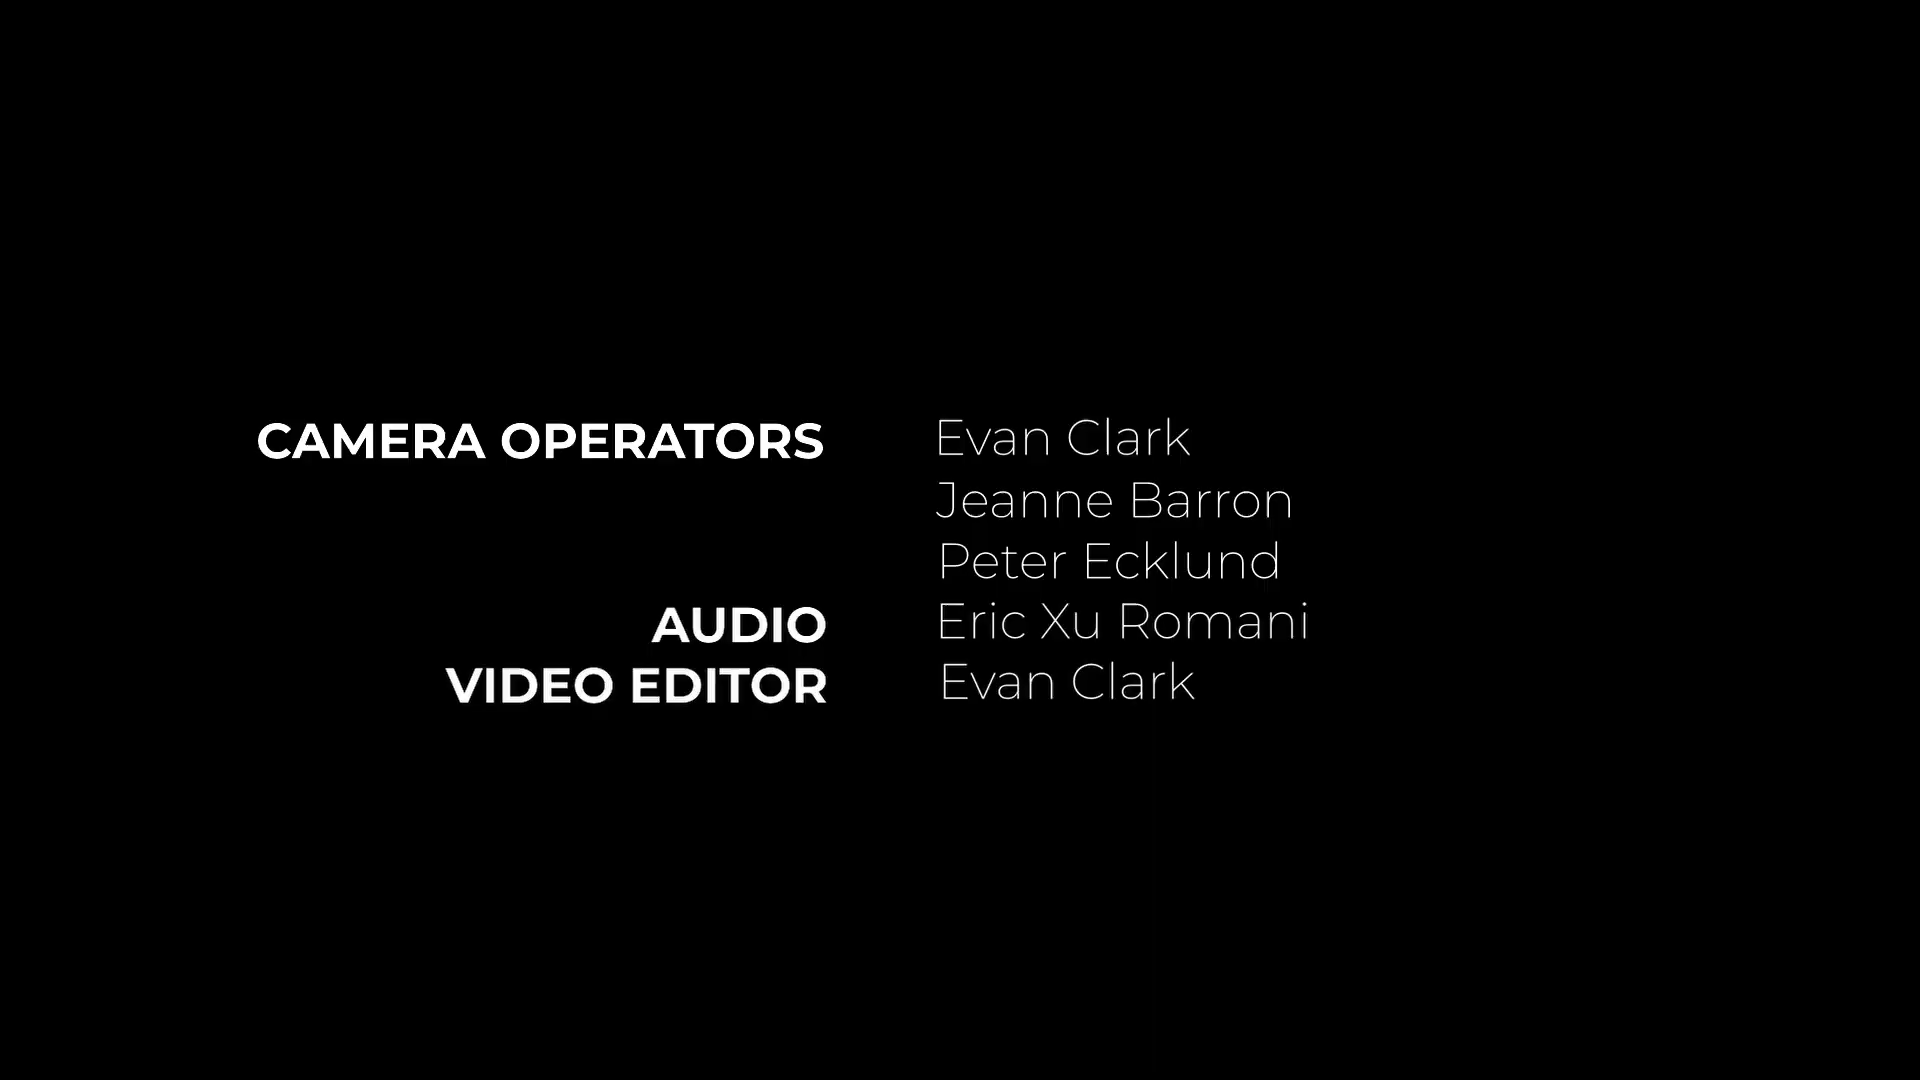 CAMERA OPERATORS Evan Clark
Jeanne Barron
Peter Ecklund
AUDIO Eric Xu Romani
VIDEO EDITOR Evan Clark